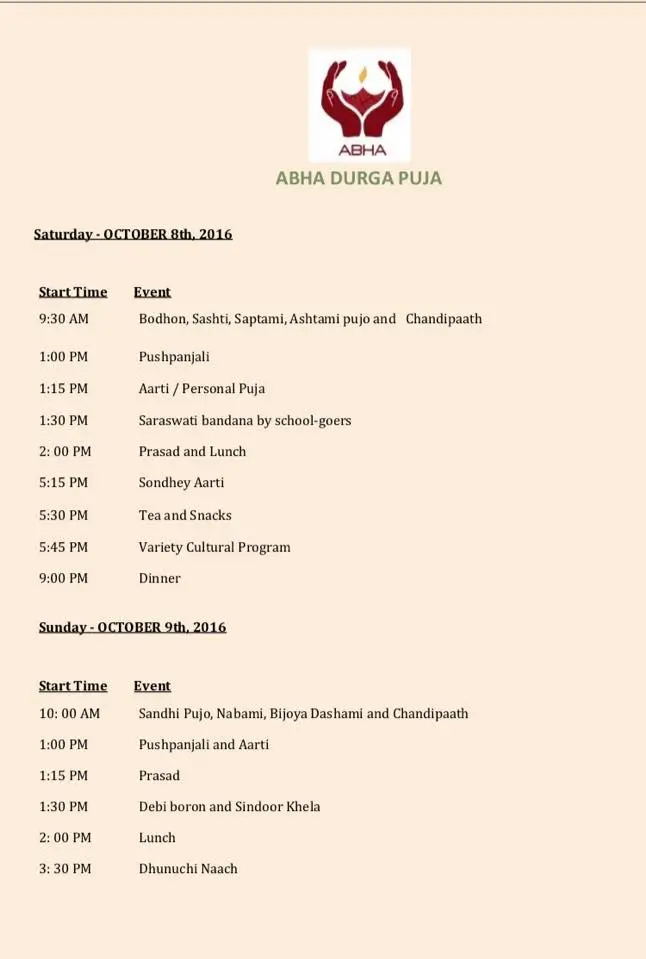 ABHA
ABHA DURGA PUJA
Saturday - OCTOBER 8th, 2016
Start Time Event
9:30 AM Bodhon, Sashti, Saptami, Ashtami pujo and Chandipaath
1:00 PM Pushpanjali
1:15 PM Aarti / Personal Puja
1:30 PM Saraswati bandana by school-goers
2: 00 PM Prasad and Lunch
5:15 PM Sondhey Aarti
5:30 PM Tea and Snacks
5:45 PM Variety Cultural Program
9:00 PM Dinner
Sunday - OCTOBER 9th, 2016
Start Time Event
10: 00 AM Sandhi Pujo, Nabami, Bijoya Dashami and Chandipaath
1:00 PM Pushpanjali and Aarti
1:15 PM Prasad
1:30 PM Debi boron and Sindoor Khela
2: 00 PM Lunch
3: 30 PM Dhunuchi Naach